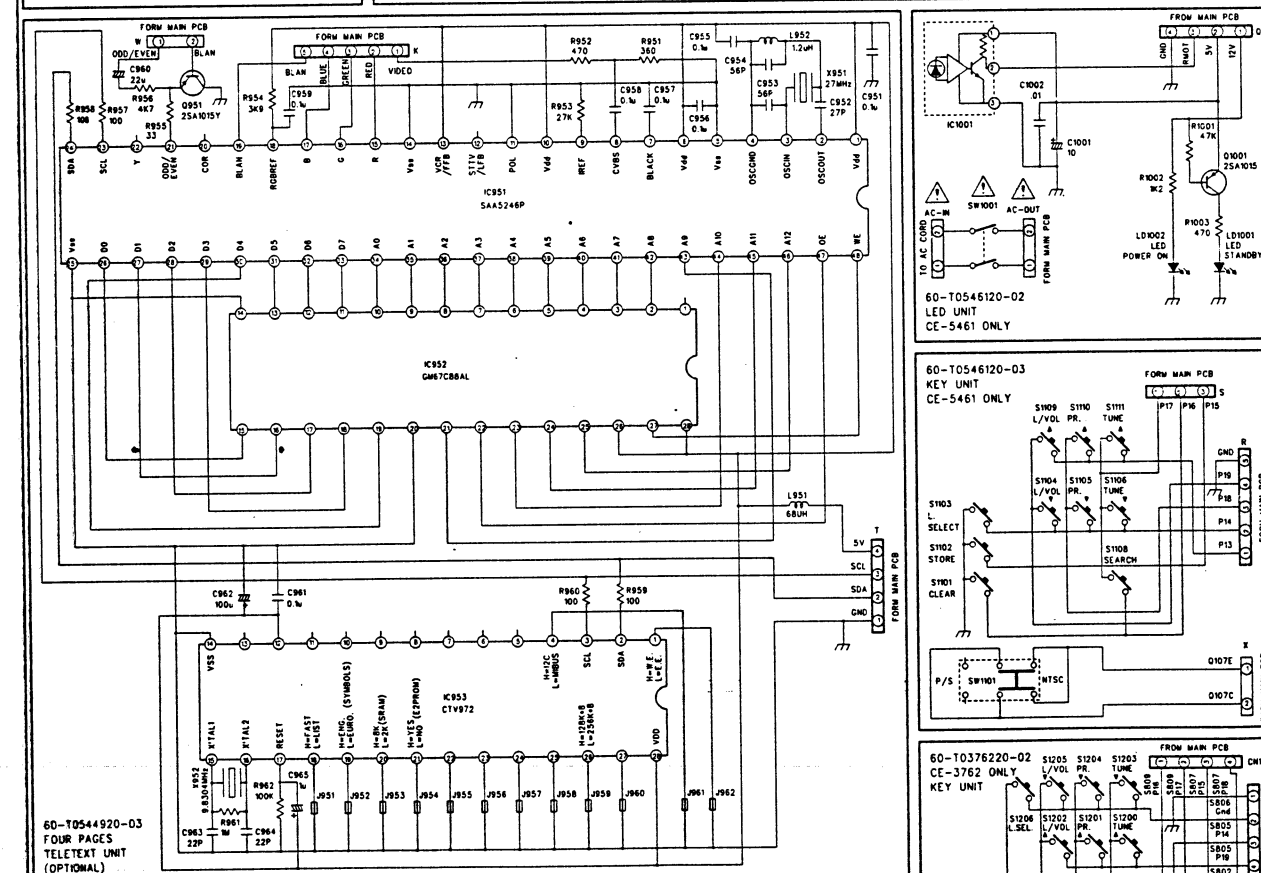 FORM MAIN PCB
W
1 2
ODD/EVEN
BLAN
C960
22u
R956
4K7
Q951
2SA1015Y
R955
33
R958
R957
100
FORM MAIN PCB
K
BLAN
BLUE
GREEN
RED
VIDEO
R954
3K9
C959
0.1u
R952
470
R951
360
R953
27K
C958
0.1u
C957
0.1u
C955
0.1u
L952
1.2uH
C954
56P
C953
56P
X951
27MHz
C952
27P
C951
0.1u
C956
0.1u
SDA
SCL
Y
ODD/
EVEN
COR
BLAN
RGBREF
B
G
R
Vss
VCR
/FFB
STTV
/LFB
POL
Vdd
IREF
CVBS
BLACK
Vdd
Vss
OSCGND
OSCIN
OSCOUT
Vdd
IC951
SAA5246P
Vss
D0
D1
D2
D3
D4
D5
D6
D7
A0
A1
A2
A3
A4
A5
A6
A7
A8
A9
A10
A11
A12
OE
WE
IC952
GM67C88AL
L951
68UH
T
5V
SCL
SDA
GND
FORM MAIN PCB
C962
100u
C961
0.1u
R960
100
R959
100
VSS
H=I2C
L=MIBUS
SCL
SDA
H=W.E.
L=E.E.
IC953
CTV972
X'TAL1
X'TAL2
RESET
H=FAST
L=LIST
H=ENG.
L=EURO. (SYMBOLS)
H=8K
L=2K (SRAM)
H=YES
L=NO (E2PROM)
H=128K*8
L=256K*8
VDD
X952
9.8304MHz
R961
1M
C963
22P
C964
22P
R962
100K
C965
1u
J951
J952
J953
J954
J955
J956
J957
J958
J959
J960
J961
J962
60-T0544920-03
FOUR PAGES
TELETEXT UNIT
(OPTIONAL)
FROM MAIN PCB
Q
GND
RMOT
5V
12V
IC1001
C1002
.01
C1001
10
R1001
47K
Q1001
2SA1015
R1002
1K2
R1003
470
LD1002
LED
POWER ON
LD1001
LED
STANDBY
AC-IN
SW1001
AC-OUT
TO AC CORD
FORM MAIN PCB
60-T0546120-02
LED UNIT
CE-5461 ONLY
60-T0546120-03
KEY UNIT
CE-5461 ONLY
FORM MAIN PCB
S
P17
P16
P15
S1109
L/VOL
S1110
PR.
S1111
TUNE
S1104
L/VOL
S1105
PR.
S1106
TUNE
S1103
L.
SELECT
S1102
STORE
S1101
CLEAR
S1108
SEARCH
R
GND
P19
P18
P14
P13
P/S
SW1101
NTSC
X
Q107E
Q107C
60-T0376220-02
CE-3762 ONLY
KEY UNIT
FROM MAIN PCB
S1205
L/VOL
S1204
PR.
S1203
TUNE
S1206
L.SEL.
S1202
L/VOL
S1201
PR.
S1200
TUNE
S809
P16
S809
P17
S807
P15
S807
P18
S806
Gnd
S805
P14
S805
P19
S802